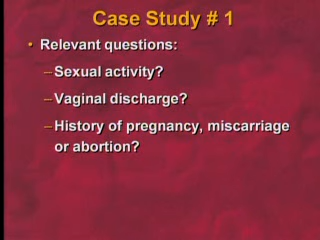 Case Study # 1
• Relevant questions:
– Sexual activity?
– Vaginal discharge?
– History of pregnancy, miscarriage
or abortion?